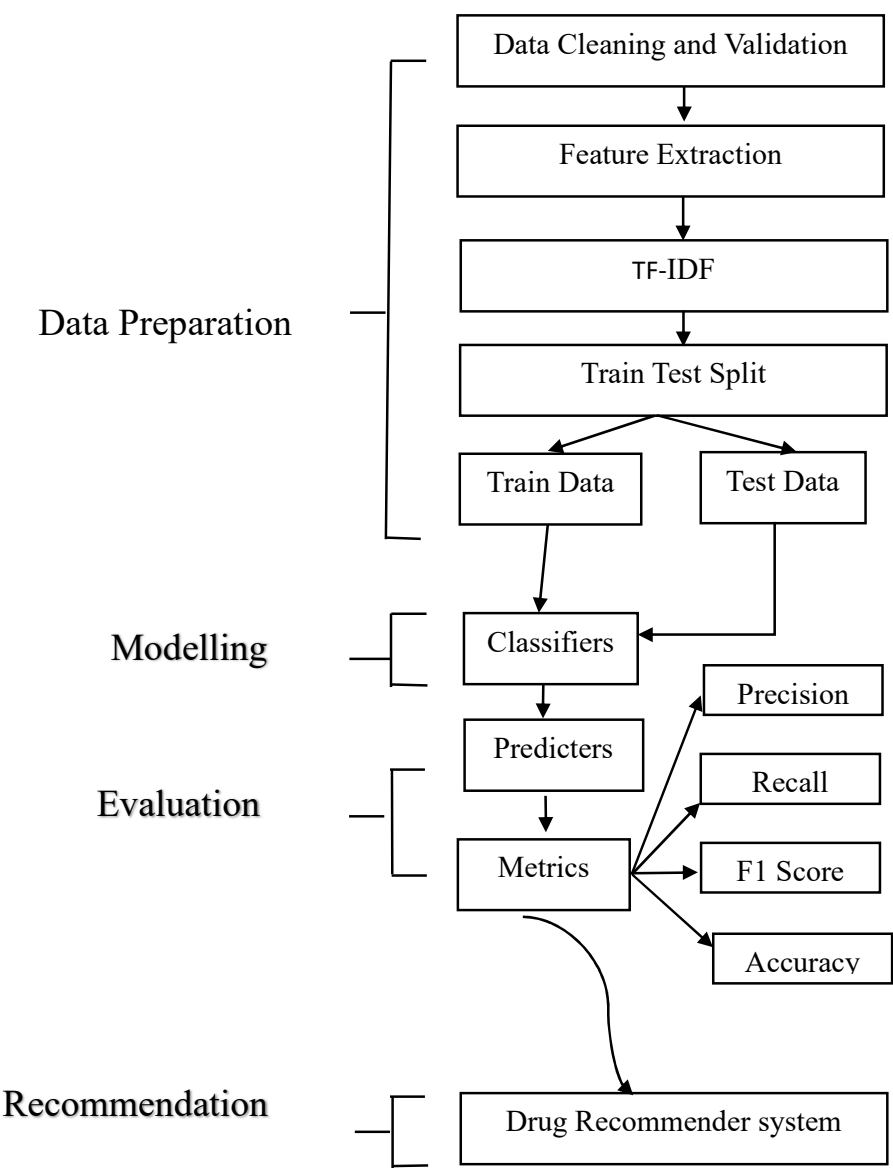 Data Cleaning and Validation
Feature Extraction
TF-IDF
Data Preparation
Train Test Split
Train Data
Test Data
Modelling
Classifiers
Precision
Predicters
Recall
Evaluation
Metrics
F1 Score
Accuracy
Recommendation
Drug Recommender system